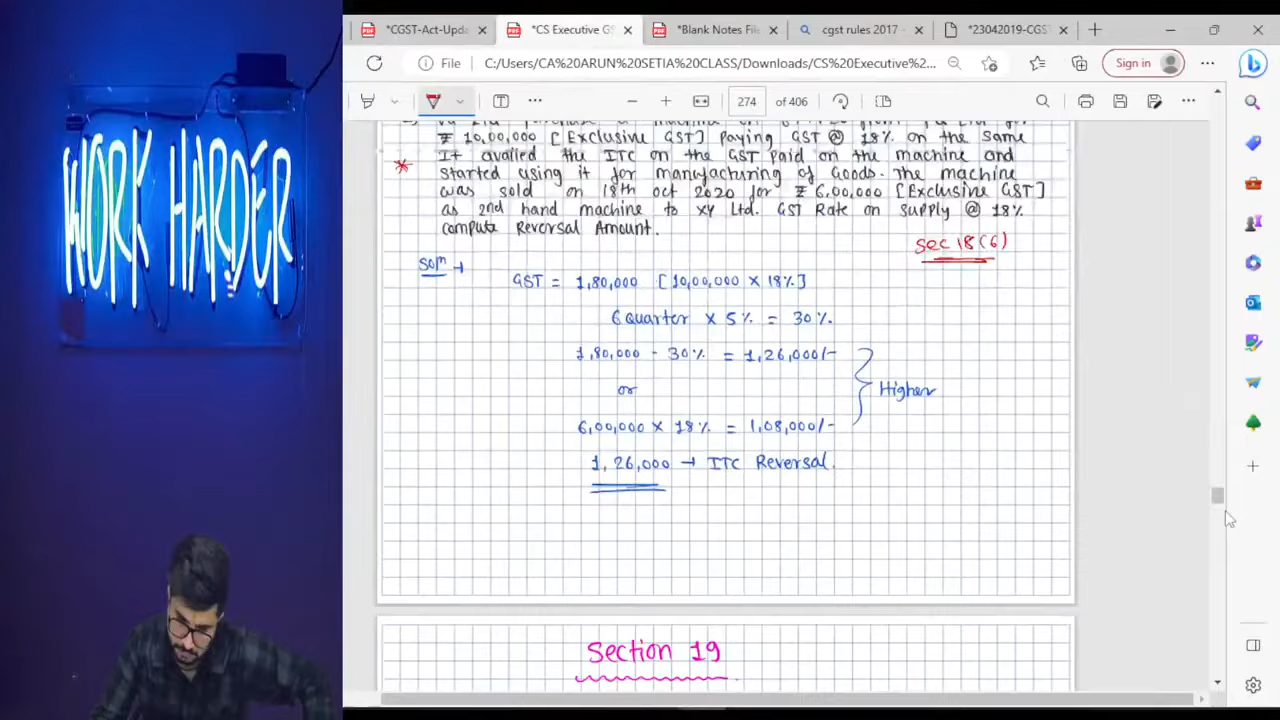 WORK HARDER
*CGST-Act-Upda
*CS Executive GS
*Blank Notes File
cgst rules 2017 -
*23042019-CGST
File
C:/Users/CA%20ARUN%20SETIA%20CLASS/Downloads/CS%20Executive%2...
Sign in
274 of 406
₹ 10,00,000 [Exclusive GST] Paying GST @ 18% on the same
It availed the ITC on the GST Paid on the machine and
started using it for manufacturing of Goods. The machine
was sold on 18th Oct 2020 for ₹ 6,00,000 [Exclusive GST]
as 2nd hand machine to XY Ltd. GST Rate on supply @ 18%
compute Reversal Amount.
Sec 18(6)
Solⁿ →
GST = 1,80,000 [10,00,000 × 18%]
6 Quarter × 5% = 30%.
1,80,000 - 30% = 1,26,000/-
or
Higher
6,00,000 × 18% = 1,08,000/-
1,26,000 → ITC Reversal.
Section 19